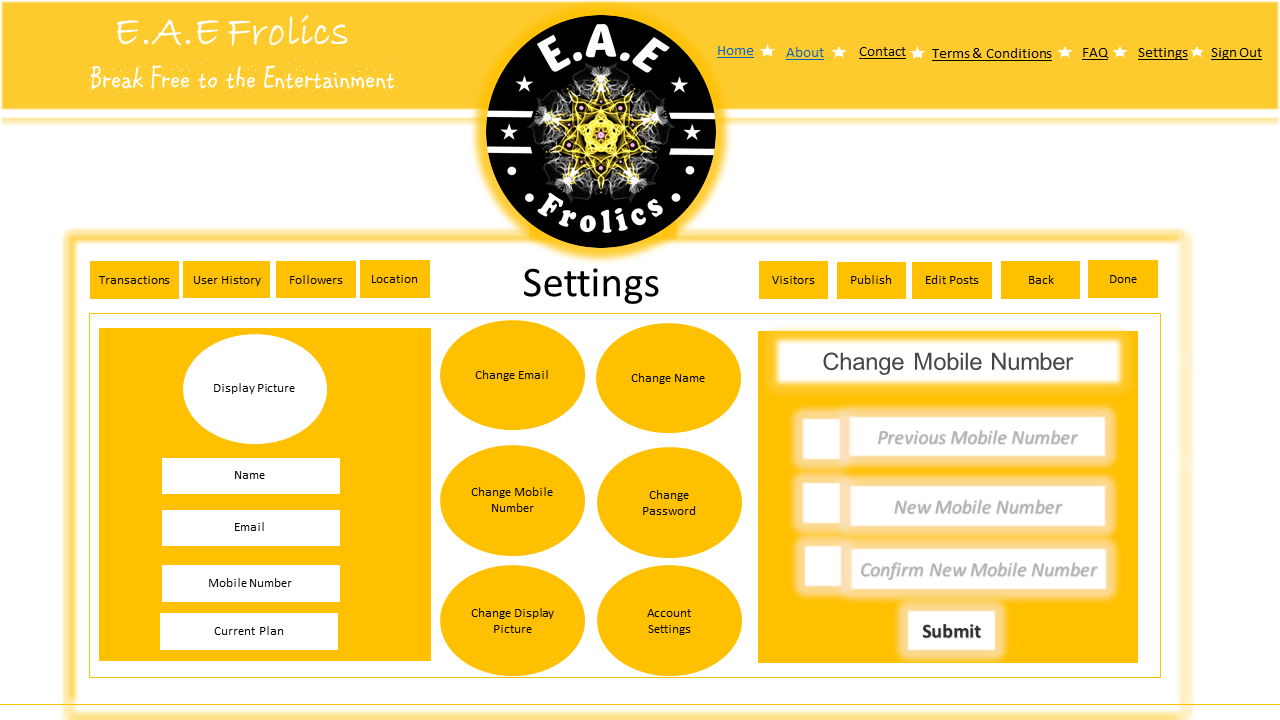 E.A.E Frolics
Break Free to the Entertainment
E.A.E
Frolics
Home
About
Contact
Terms & Conditions
FAQ
Settings
Sign Out
Transactions
User History
Followers
Location
Settings
Visitors
Publish
Edit Posts
Back
Done
Display Picture
Name
Email
Mobile Number
Current Plan
Change Email
Change Name
Change Mobile
Number
Change
Password
Change Display
Picture
Account
Settings
Change Mobile Number
Previous Mobile Number
New Mobile Number
Confirm New Mobile Number
Submit